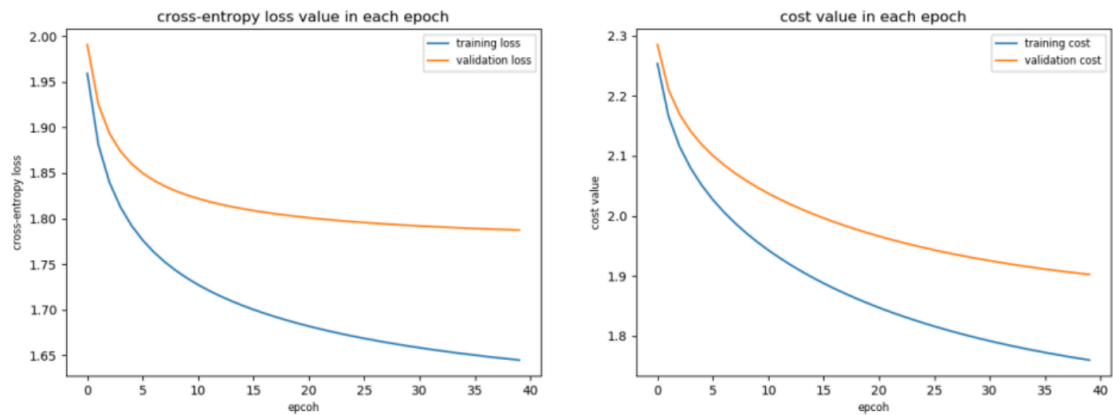 cross-entropy loss value in each epoch
training loss
validation loss
2.00
1.95
1.90
1.85
1.80
1.75
1.70
1.65
cross-entropy loss
0 5 10 15 20 25 30 35 40
epcoh
cost value in each epoch
training cost
validation cost
2.3
2.2
2.1
2.0
1.9
1.8
cost value
0 5 10 15 20 25 30 35 40
epcoh